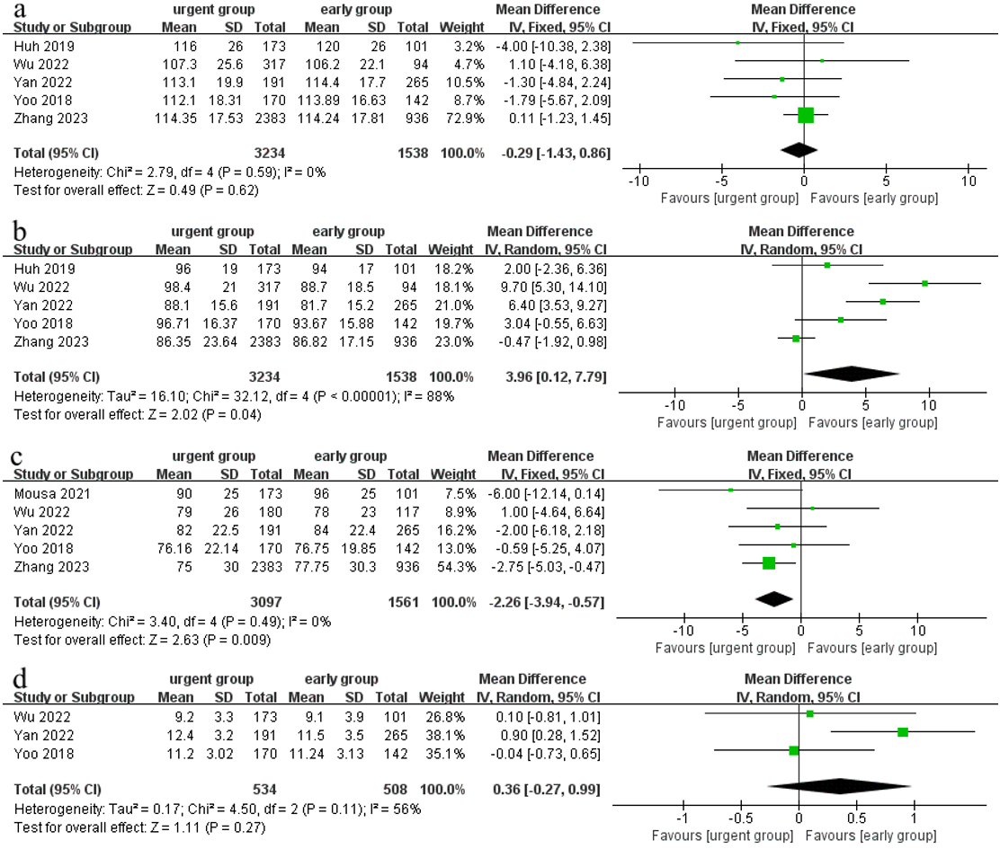 a
urgent group early group Mean Difference Mean Difference
Study or Subgroup Mean SD Total Mean SD Total Weight IV, Fixed, 95% CI IV, Fixed, 95% CI
Huh 2019 116 26 173 120 26 101 3.2% -4.00 [-10.38, 2.38]
Wu 2022 107.3 25.6 317 106.2 22.1 94 4.7% 1.10 [-4.18, 6.38]
Yan 2022 113.1 19.9 191 114.4 17.7 265 10.5% -1.30 [-4.84, 2.24]
Yoo 2018 112.1 18.31 170 113.89 16.63 142 8.7% -1.79 [-5.67, 2.09]
Zhang 2023 114.35 17.53 2383 114.24 17.81 936 72.9% 0.11 [-1.23, 1.45]
Total (95% CI) 3234 1538 100.0% -0.29 [-1.43, 0.86]
Heterogeneity: Chi² = 2.79, df = 4 (P = 0.59); I² = 0%
Test for overall effect: Z = 0.49 (P = 0.62)
-10 -5 0 5 10
Favours [urgent group] Favours [early group]
b
urgent group early group Mean Difference Mean Difference
Study or Subgroup Mean SD Total Mean SD Total Weight IV, Random, 95% CI IV, Random, 95% CI
Huh 2019 96 19 173 94 17 101 18.2% 2.00 [-2.36, 6.36]
Wu 2022 98.4 21 317 88.7 18.5 94 18.1% 9.70 [5.30, 14.10]
Yan 2022 88.1 15.6 191 81.7 15.2 265 21.0% 6.40 [3.53, 9.27]
Yoo 2018 96.71 16.37 170 93.67 15.88 142 19.7% 3.04 [-0.55, 6.63]
Zhang 2023 86.35 23.64 2383 86.82 17.15 936 23.0% -0.47 [-1.92, 0.98]
Total (95% CI) 3234 1538 100.0% 3.96 [0.12, 7.79]
Heterogeneity: Tau² = 16.10; Chi² = 32.12, df = 4 (P < 0.00001); I² = 88%
Test for overall effect: Z = 2.02 (P = 0.04)
-10 -5 0 5 10
Favours [urgent group] Favours [early group]
c
urgent group early group Mean Difference Mean Difference
Study or Subgroup Mean SD Total Mean SD Total Weight IV, Fixed, 95% CI IV, Fixed, 95% CI
Mousa 2021 90 25 173 96 25 101 7.5% -6.00 [-12.14, 0.14]
Wu 2022 79 26 180 78 23 117 8.9% 1.00 [-4.64, 6.64]
Yan 2022 82 22.5 191 84 22.4 265 16.2% -2.00 [-6.18, 2.18]
Yoo 2018 76.16 22.14 170 76.75 19.85 142 13.0% -0.59 [-5.25, 4.07]
Zhang 2023 75 30 2383 77.75 30.3 936 54.3% -2.75 [-5.03, -0.47]
Total (95% CI) 3097 1561 100.0% -2.26 [-3.94, -0.57]
Heterogeneity: Chi² = 3.40, df = 4 (P = 0.49); I² = 0%
Test for overall effect: Z = 2.63 (P = 0.009)
-10 -5 0 5 10
Favours [urgent group] Favours [early group]
d
urgent group early group Mean Difference Mean Difference
Study or Subgroup Mean SD Total Mean SD Total Weight IV, Random, 95% CI IV, Random, 95% CI
Wu 2022 9.2 3.3 173 9.1 3.9 101 26.8% 0.10 [-0.81, 1.01]
Yan 2022 12.4 3.2 191 11.5 3.5 265 38.1% 0.90 [0.28, 1.52]
Yoo 2018 11.2 3.02 170 11.24 3.13 142 35.1% -0.04 [-0.73, 0.65]
Total (95% CI) 534 508 100.0% 0.36 [-0.27, 0.99]
Heterogeneity: Tau² = 0.17; Chi² = 4.50, df = 2 (P = 0.11); I² = 56%
Test for overall effect: Z = 1.11 (P = 0.27)
-1 -0.5 0 0.5 1
Favours [urgent group] Favours [early group]